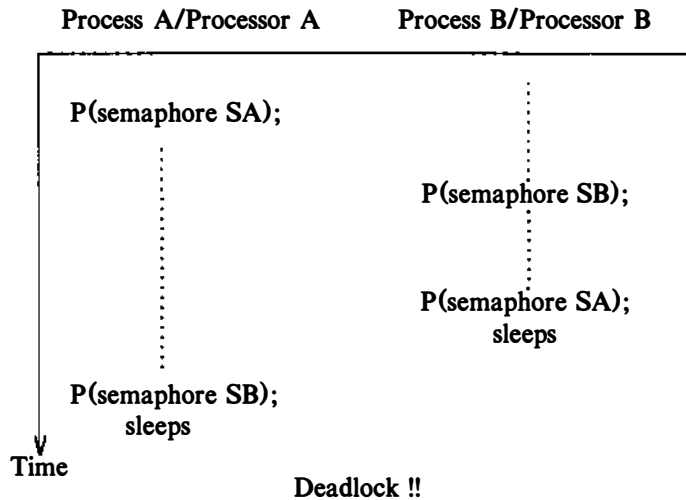 Process A/Processor A
Process B/Processor B
P(semaphore SA);
P(semaphore SB);
P(semaphore SA);
sleeps
P(semaphore SB);
sleeps
Time
Deadlock !!